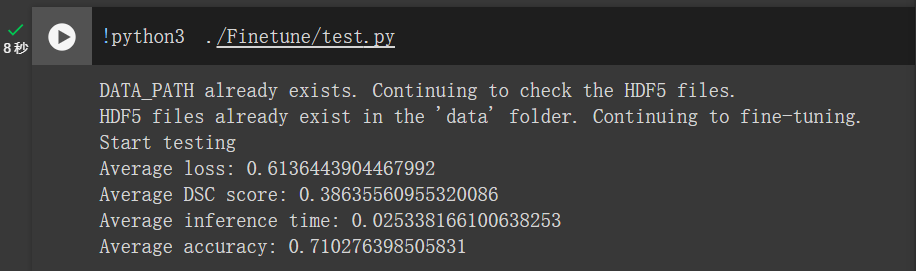 !python3 ./Finetune/test.py
8 秒
DATA_PATH already exists. Continuing to check the HDF5 files.
HDF5 files already exist in the 'data' folder. Continuing to fine-tuning.
Start testing
Average loss: 0.6136443904467992
Average DSC score: 0.38635560955320086
Average inference time: 0.025338166100638253
Average accuracy: 0.710276398505831